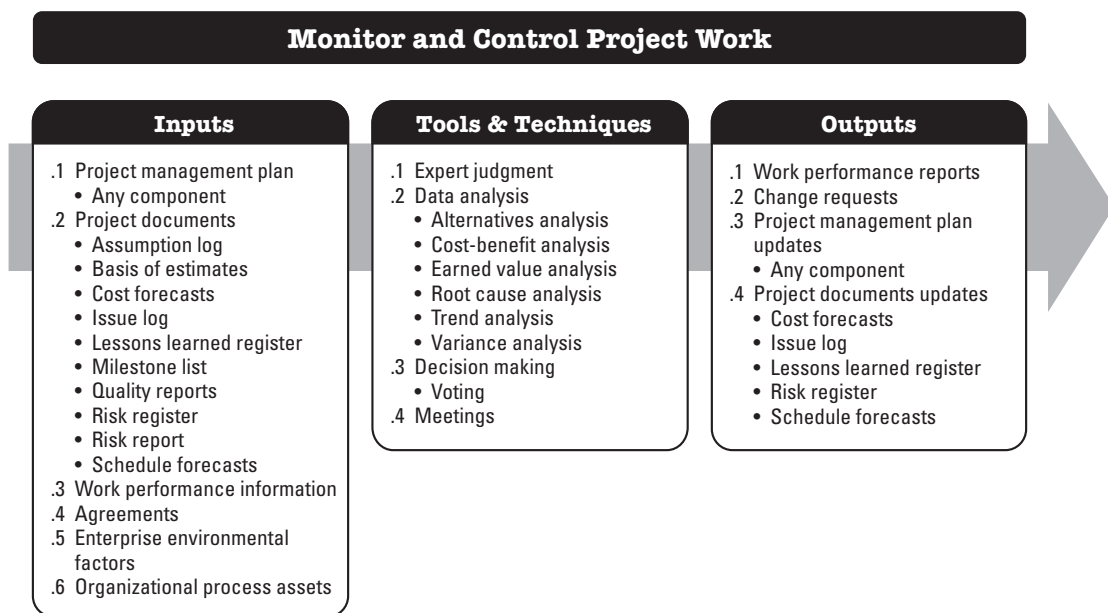 Monitor and Control Project Work
Inputs
.1 Project management plan
• Any component
.2 Project documents
• Assumption log
• Basis of estimates
• Cost forecasts
• Issue log
• Lessons learned register
• Milestone list
• Quality reports
• Risk register
• Risk report
• Schedule forecasts
.3 Work performance information
.4 Agreements
.5 Enterprise environmental
factors
.6 Organizational process assets
Tools & Techniques
.1 Expert judgment
.2 Data analysis
• Alternatives analysis
• Cost-benefit analysis
• Earned value analysis
• Root cause analysis
• Trend analysis
• Variance analysis
.3 Decision making
• Voting
.4 Meetings
Outputs
.1 Work performance reports
.2 Change requests
.3 Project management plan
updates
• Any component
.4 Project documents updates
• Cost forecasts
• Issue log
• Lessons learned register
• Risk register
• Schedule forecasts